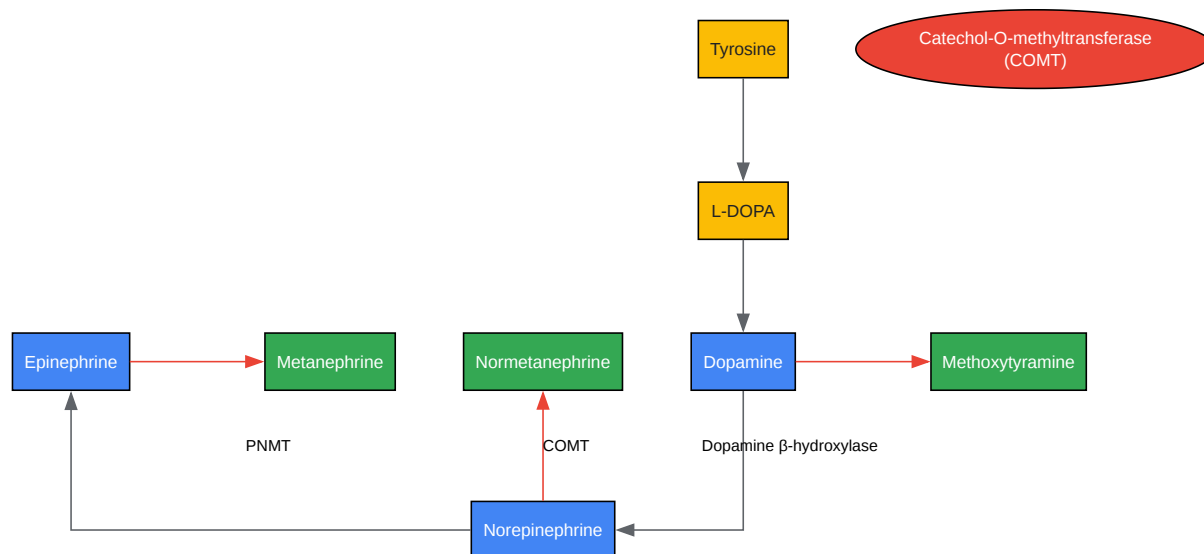 Tyrosine
Catechol-O-methyltransferase
(COMT)
L-DOPA
Epinephrine
Metanephrine
Normetanephrine
Dopamine
Methoxytyramine
PNMT
COMT
Dopamine β-hydroxylase
Norepinephrine